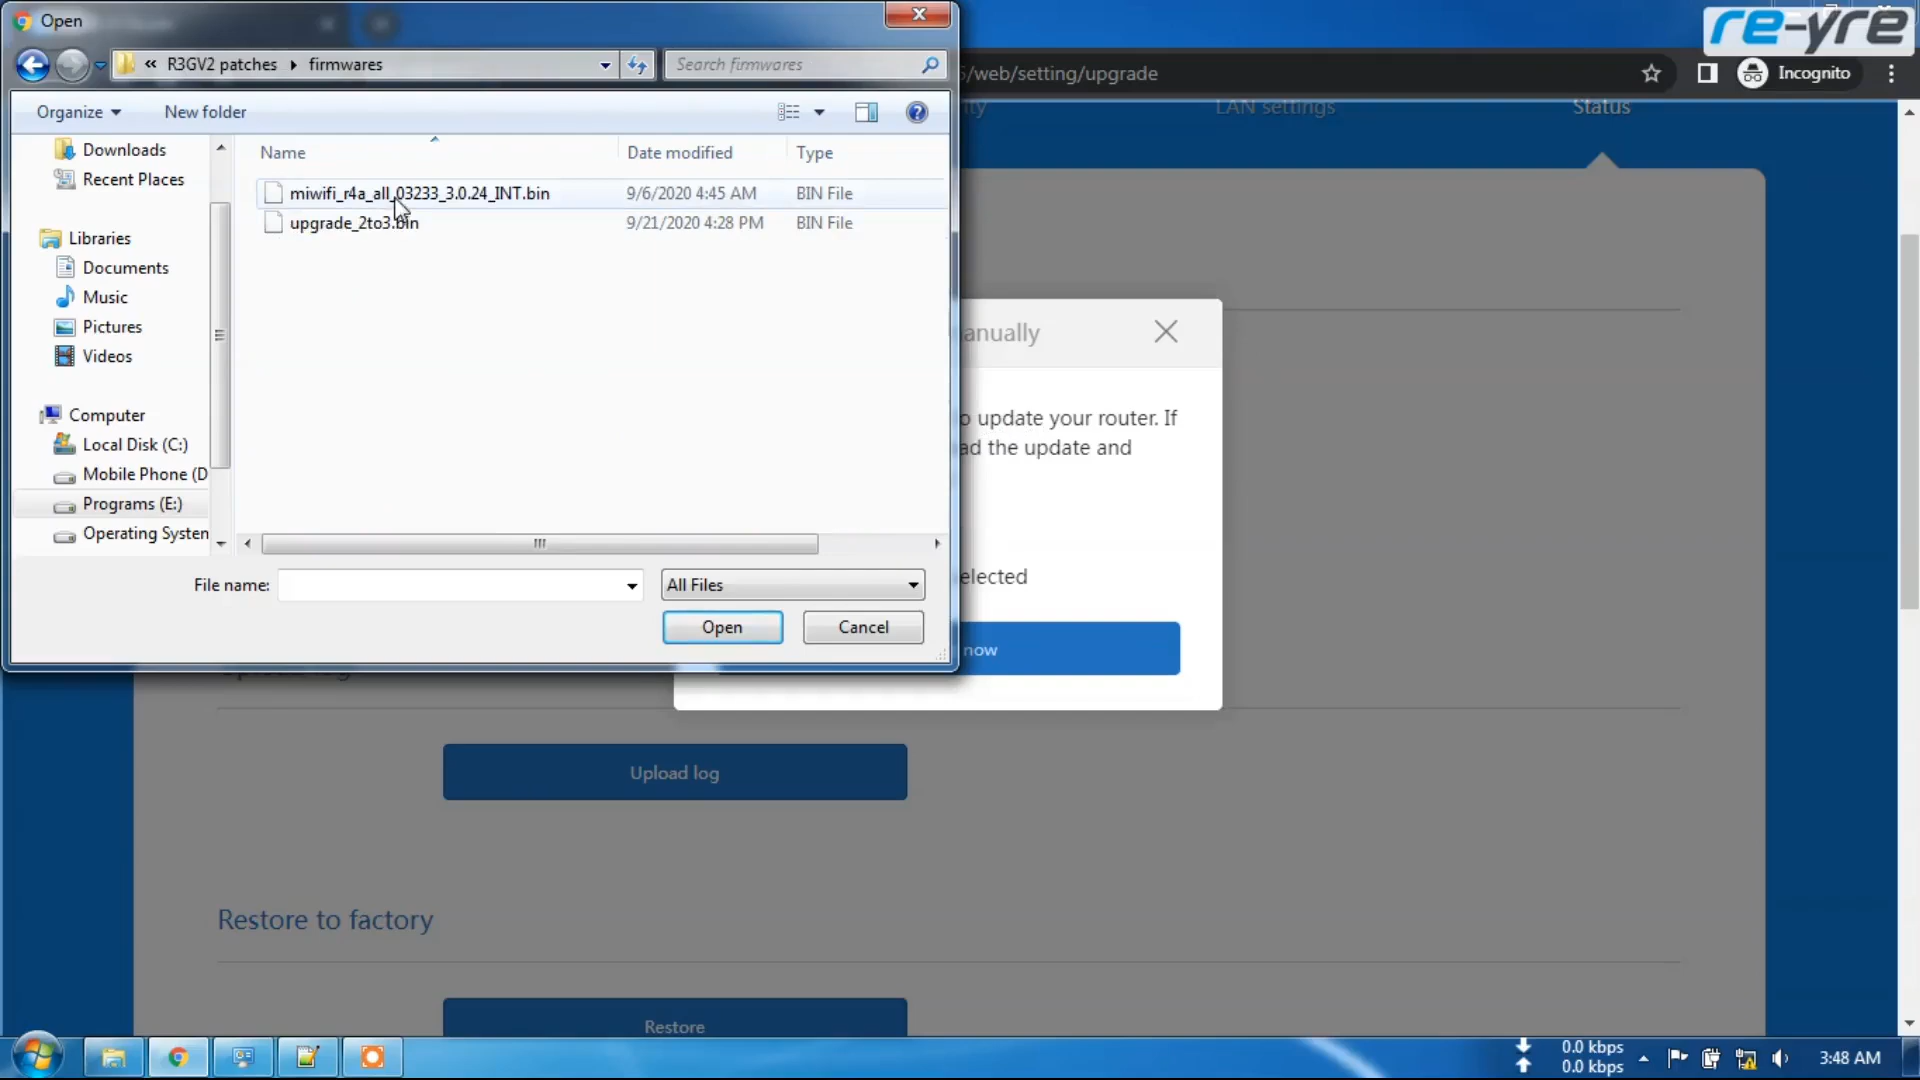 Open
re-yre
« R3GV2 patches firmwares
Search firmwares
/web/setting/upgrade
Incognito
Organize
New folder
LAN settings
Status
Downloads
Recent Places
Libraries
Documents
Music
Pictures
Videos
Computer
Local Disk (C:)
Mobile Phone (D
Programs (E:)
Operating System
Name
Date modified
Type
miwifi_r4a_all_03233_3.0.24_INT.bin
9/6/2020 4:45 AM
BIN File
upgrade_2to3.bin
9/21/2020 4:28 PM
BIN File
File name:
All Files
Open
Cancel
anually
o update your router. If
ad the update and
elected
now
Upload log
Restore to factory
Restore
0.0 kbps
0.0 kbps
3:48 AM